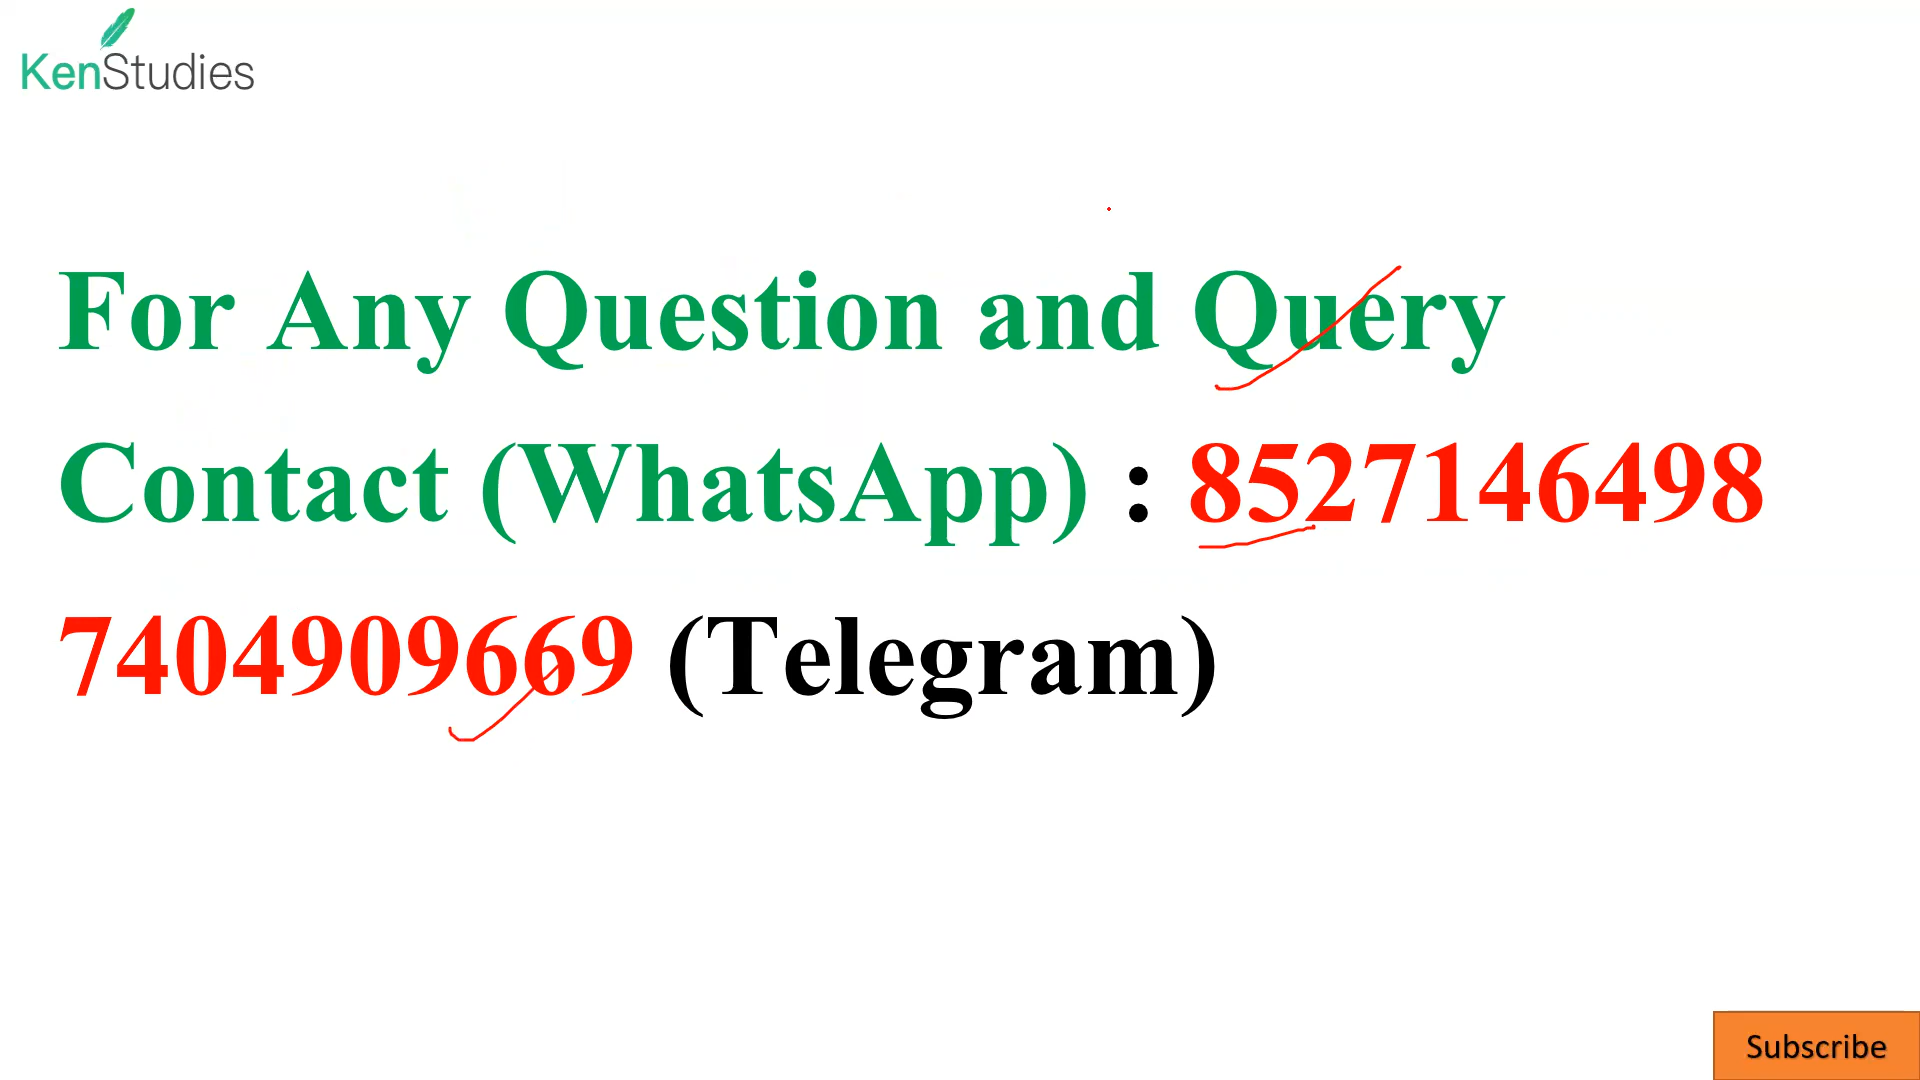 KenStudies
For Any Question and Query
Contact (WhatsApp) : 8527146498
7404909669 (Telegram)
Subscribe